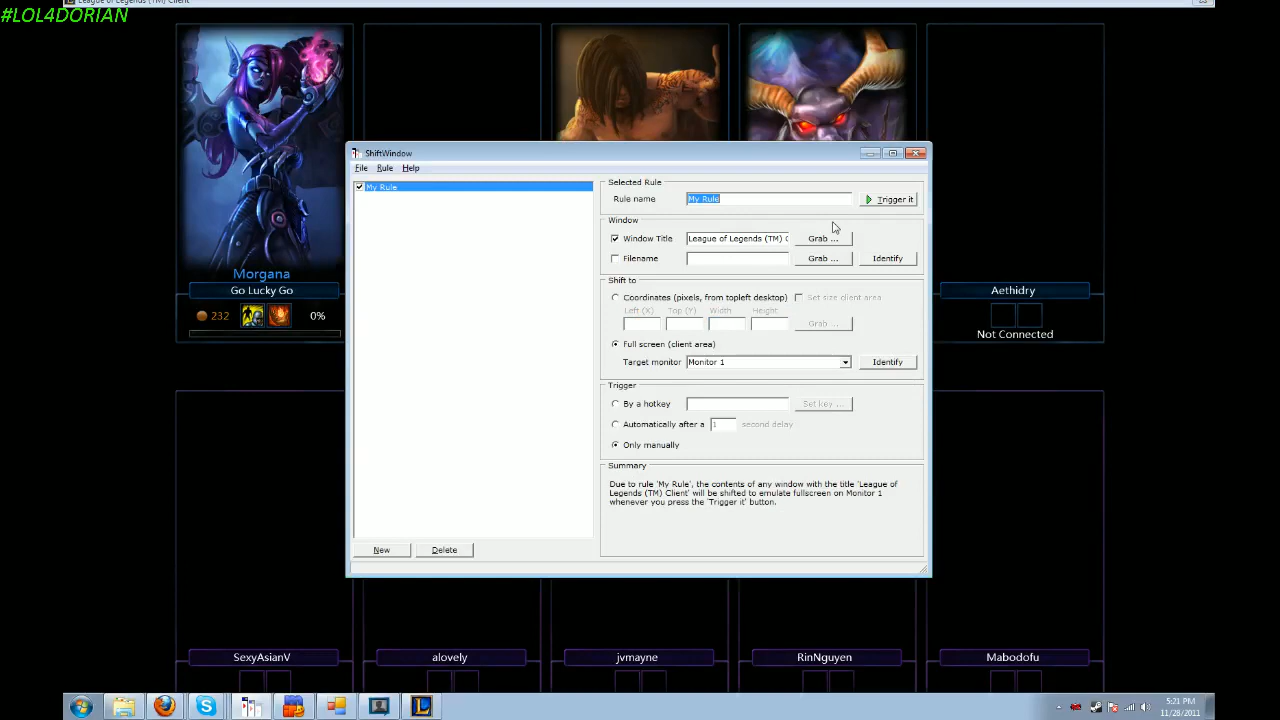 League of Legends (TM) Client
#LOL4DORIAN
ShiftWindow
File Rule Help
My Rule
Selected Rule
Rule name My Rule Trigger it
Window
Window Title League of Legends (TM) C Grab ...
Filename Grab ... Identify
Shift to
Coordinates (pixels, from topleft desktop) Set size client area
Left (X) Top (Y) Width Height
Grab ...
Full screen (client area)
Target monitor Monitor 1 Identify
Trigger
By a hotkey Set key ...
Automatically after a 1 second delay
Only manually
Summary
Due to rule 'My Rule', the contents of any window with the title 'League of
Legends (TM) Client' will be shifted to emulate fullscreen on Monitor 1
whenever you press the 'Trigger it' button.
New Delete
Morgana
Go Lucky Go
232 0%
Aethidry
Not Connected
SexyAsianV alovely jvmayne RinNguyen Mabodofu
5:21 PM
11/28/2011